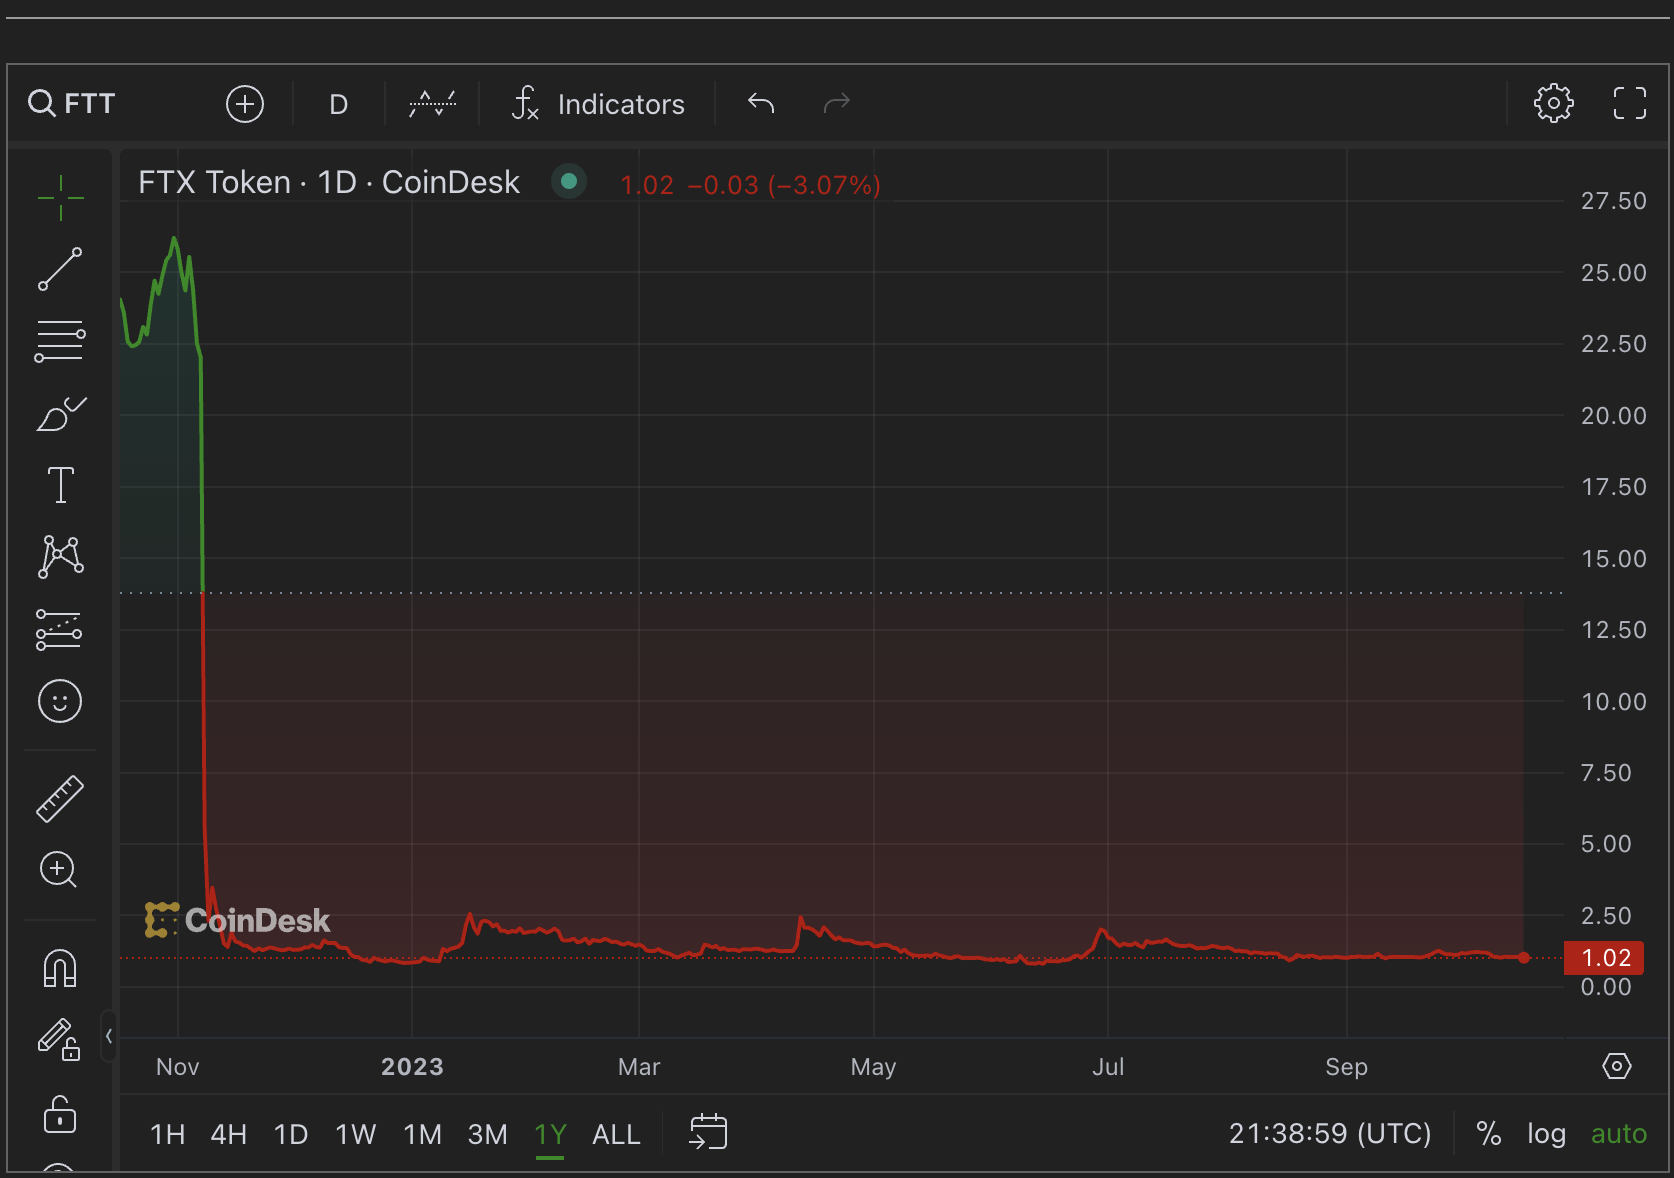 FTT
D
Indicators
FTX Token · 1D · CoinDesk
1.02 −0.03 (−3.07%)
27.50
25.00
22.50
20.00
17.50
15.00
12.50
10.00
7.50
5.00
2.50
1.02
0.00
CoinDesk
Nov 2023 Mar May Jul Sep
1H 4H 1D 1W 1M 3M 1Y ALL 21:38:59 (UTC) % log auto